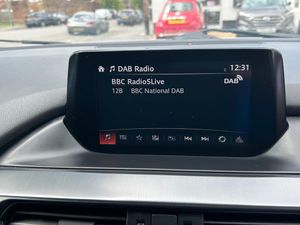 DAB Radio 12:31
BBC Radio5Live DAB
12B BBC National DAB